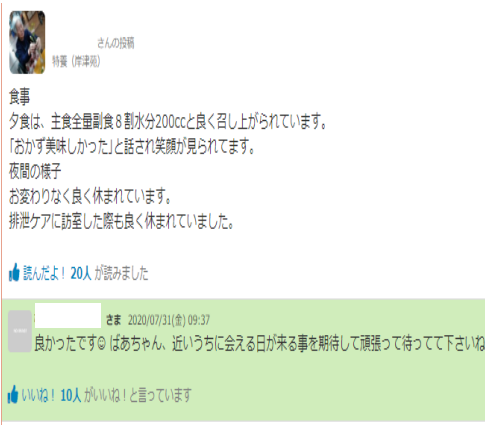 さんの投稿
特養（岸津苑）
食事
夕食は、主食全量副食８割水分200ccと良く召し上がられています。
「おかず美味しかった」と話され笑顔が見られてます。
夜間の様子
お変わりなく良く休まれています。
排泄ケアに訪室した際も良く休まれていました。
読んだよ！ 20人 が読みました
さま 2020/07/31(金) 09:37
良かったです☺ ばあちゃん、近いうちに会える日が来る事を期待して頑張って待ってて下さいね
いいね！ 10人 がいいね！と言っています